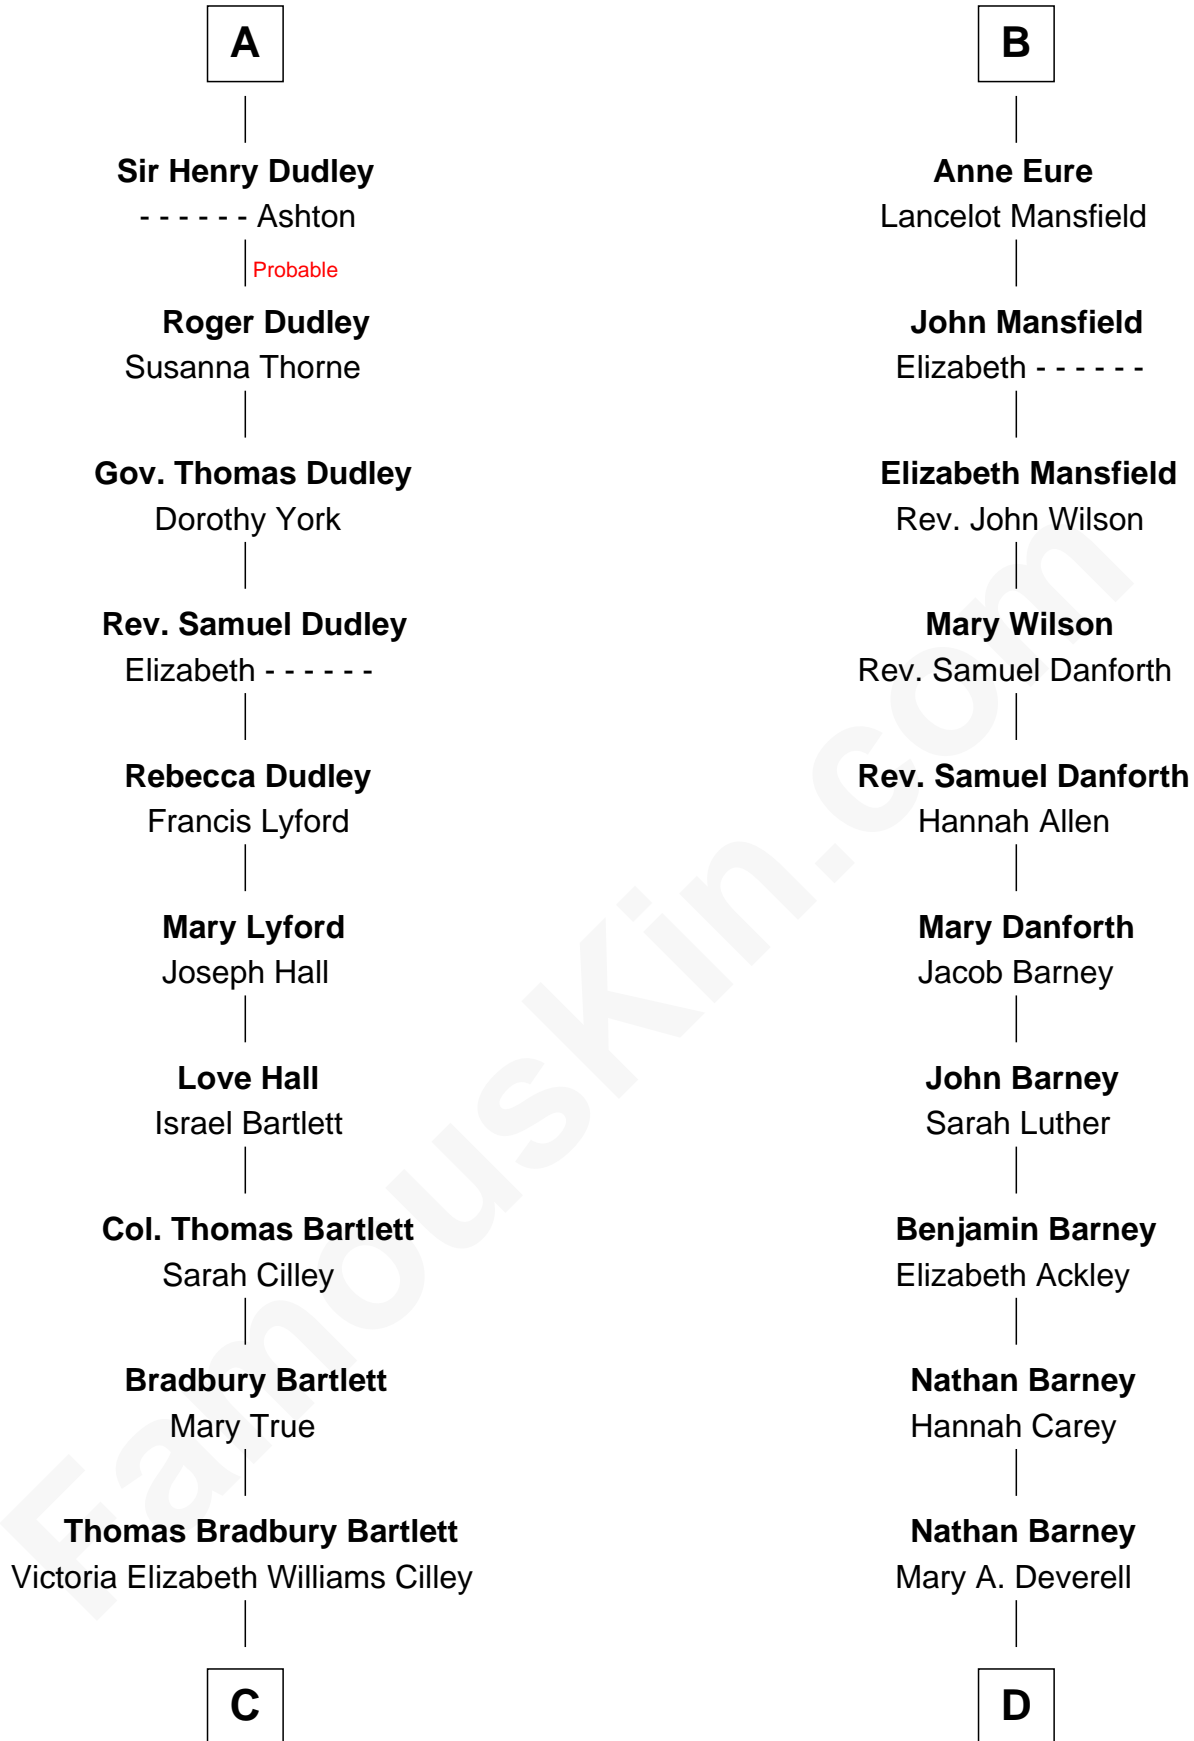 A
Sir Henry Dudley
- - - - - - Ashton
Probable
Roger Dudley
Susanna Thorne
Gov. Thomas Dudley
Dorothy York
Rev. Samuel Dudley
Elizabeth - - - - - -
Rebecca Dudley
Francis Lyford
Mary Lyford
Joseph Hall
Love Hall
Israel Bartlett
Col. Thomas Bartlett
Sarah Cilley
Bradbury Bartlett
Mary True
Thomas Bradbury Bartlett
Victoria Elizabeth Williams Cilley
C
B
Anne Eure
Lancelot Mansfield
John Mansfield
Elizabeth - - - - - -
Elizabeth Mansfield
Rev. John Wilson
Mary Wilson
Rev. Samuel Danforth
Rev. Samuel Danforth
Hannah Allen
Mary Danforth
Jacob Barney
John Barney
Sarah Luther
Benjamin Barney
Elizabeth Ackley
Nathan Barney
Hannah Carey
Nathan Barney
Mary A. Deverell
D
FamousKin.com